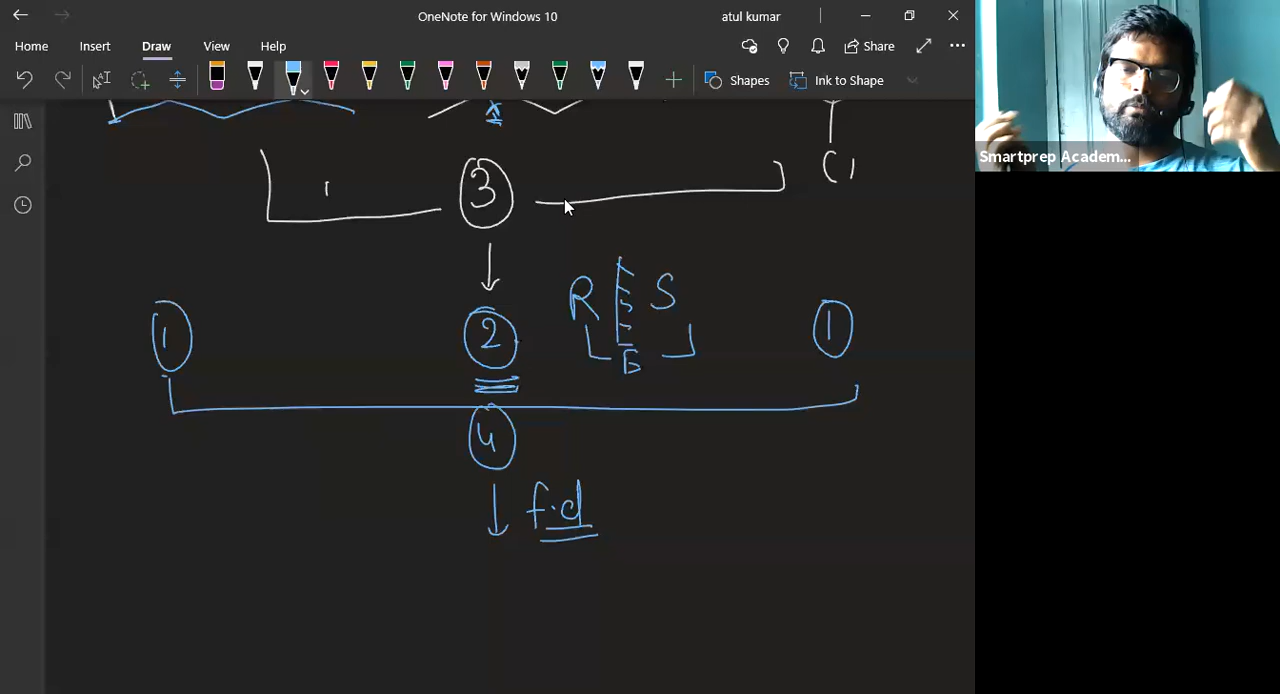 OneNote for Windows 10
atul kumar
Home Insert Draw View Help
Share
Shapes
Ink to Shape
Smartprep Academ...
x
3
1
R S
1 2 1
4
f.d